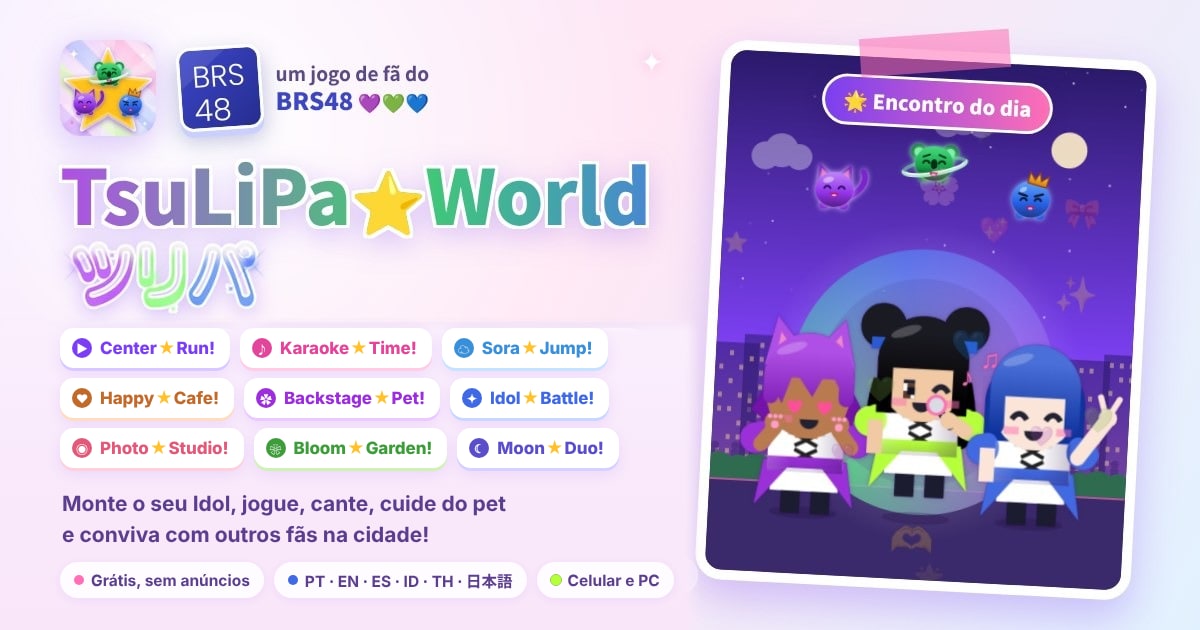 BRS
48
um jogo de fã do
BRS48 💜💚💙
TsuLiPa⭐World
ツリパ
Center★Run!
Karaoke★Time!
Sora★Jump!
Happy★Cafe!
Backstage★Pet!
Idol★Battle!
Photo★Studio!
Bloom★Garden!
Moon★Duo!
Monte o seu Idol, jogue, cante, cuide do pet
e conviva com outros fãs na cidade!
Grátis, sem anúncios
PT · EN · ES · ID · TH · 日本語
Celular e PC
🌟 Encontro do dia